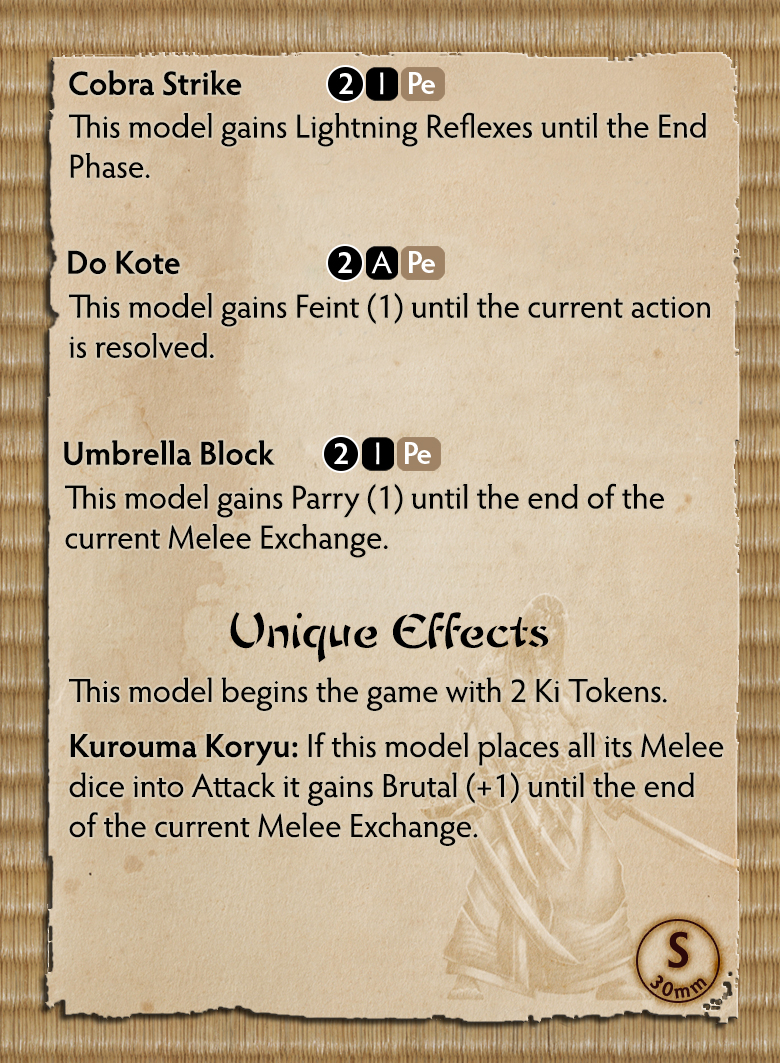 Cobra Strike 2 I Pe
This model gains Lightning Reflexes until the End
Phase.
Do Kote 2 A Pe
This model gains Feint (1) until the current action
is resolved.
Umbrella Block 2 I Pe
This model gains Parry (1) until the end of the
current Melee Exchange.
Unique Effects
This model begins the game with 2 Ki Tokens.
Kurouma Koryu: If this model places all its Melee
dice into Attack it gains Brutal (+1) until the end
of the current Melee Exchange.
S
30mm